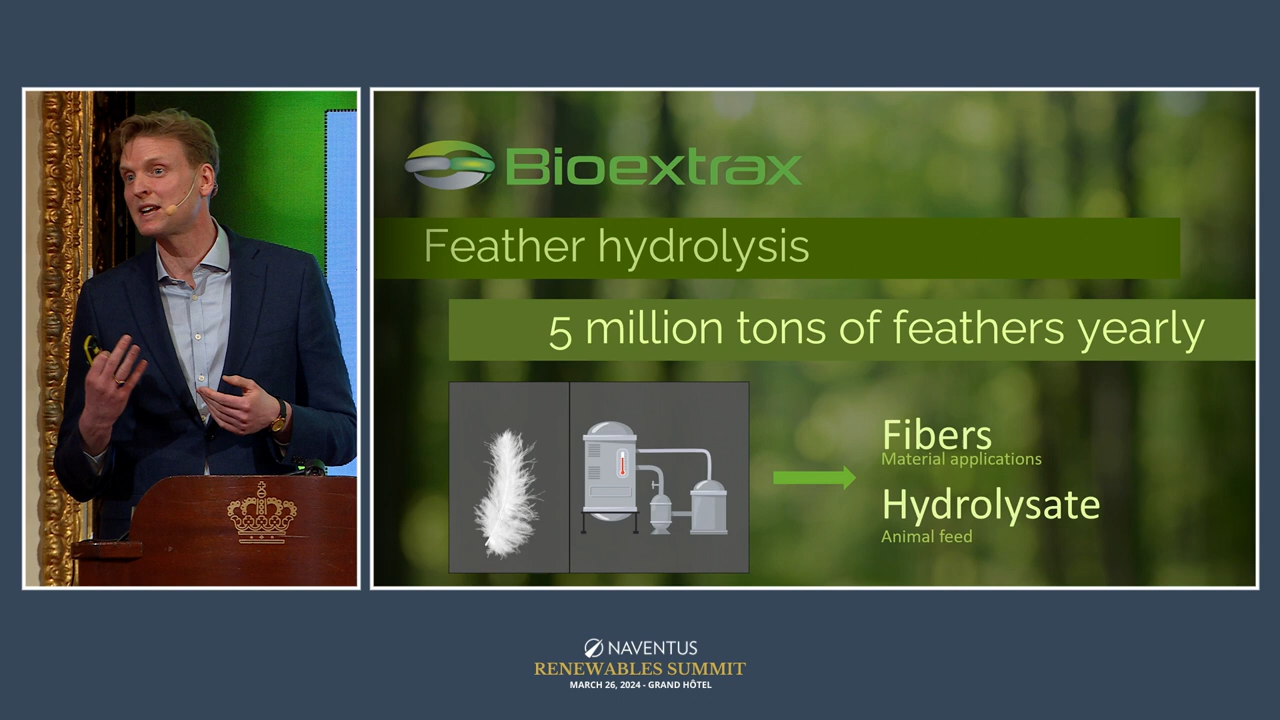 Bioextrax
Feather hydrolysis
5 million tons of feathers yearly
Fibers
Material applications
Hydrolysate
Animal feed
NAVENTUS
RENEWABLES SUMMIT
MARCH 26, 2024 - GRAND HÔTEL